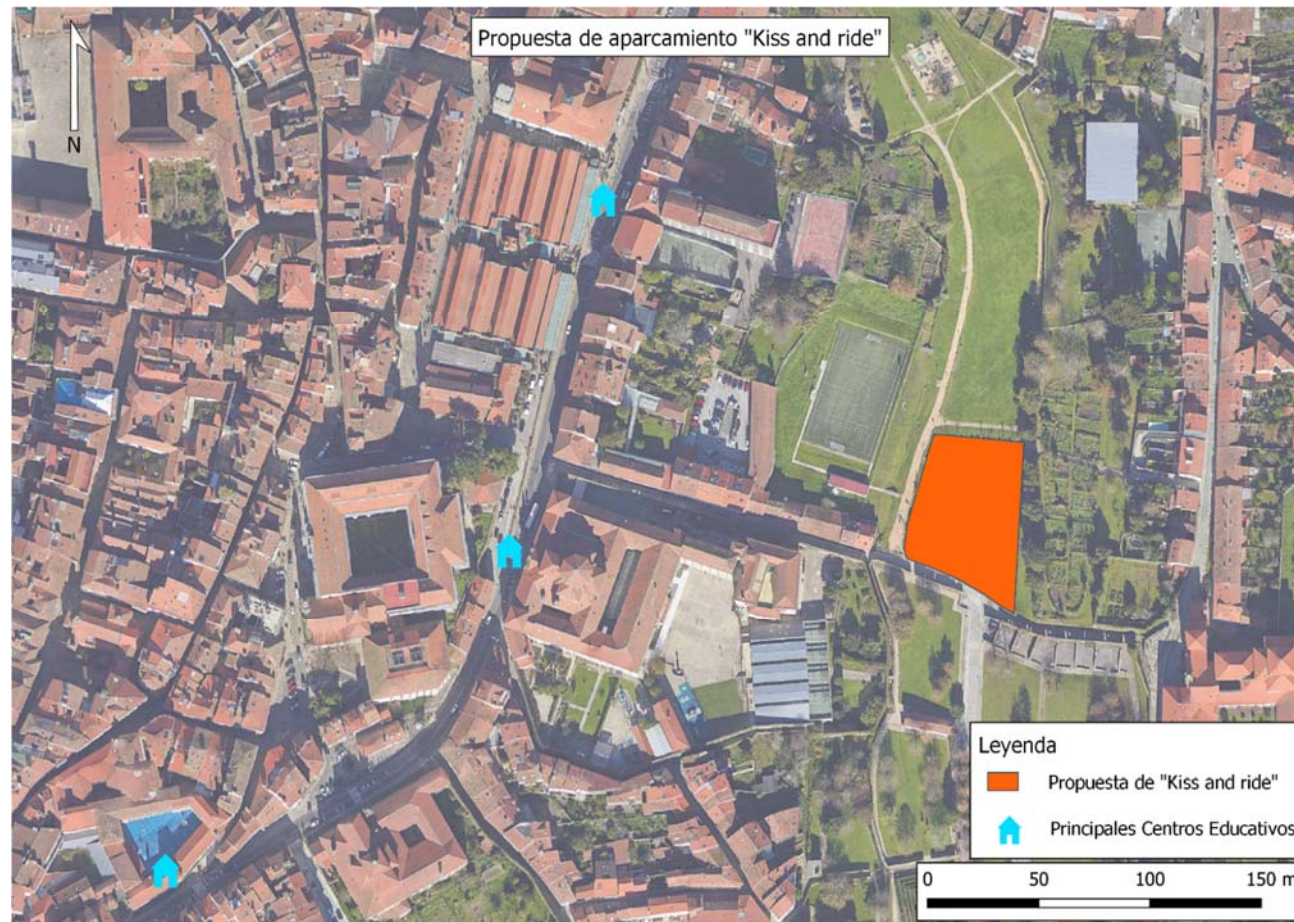 Propuesta de aparcamiento "Kiss and ride"
N
Leyenda
Propuesta de "Kiss and ride"
Principales Centros Educativos
0 50 100 150 m